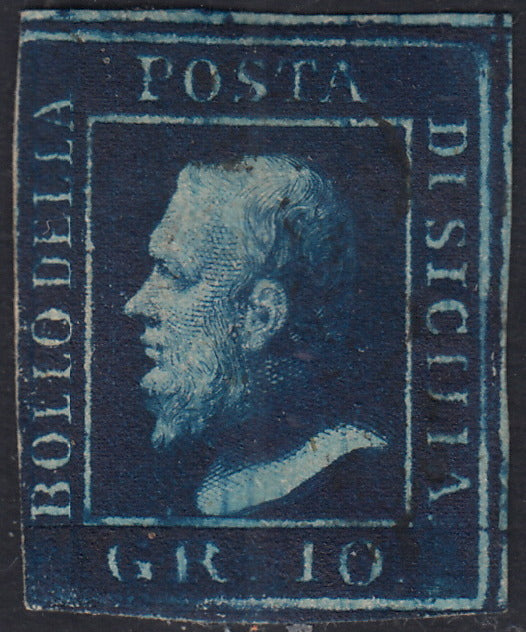 BOLLO DELLA
POSTA
DI SICILIA
GR. 10.